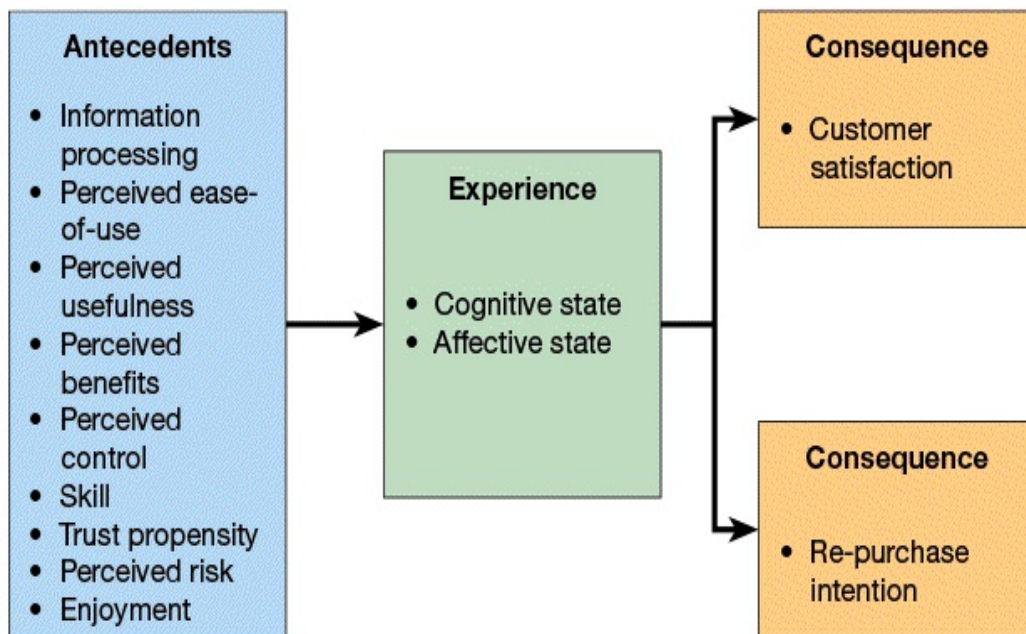 Antecedents
• Information
processing
• Perceived ease-
of-use
• Perceived
usefulness
• Perceived
benefits
• Perceived
control
• Skill
• Trust propensity
• Perceived risk
• Enjoyment
Experience
• Cognitive state
• Affective state
Consequence
• Customer
satisfaction
Consequence
• Re-purchase
intention